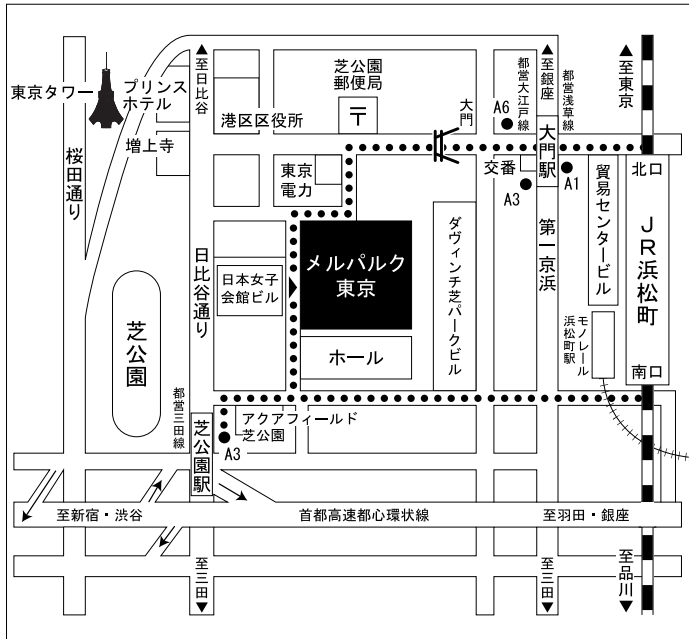 東京タワー
プリンス
ホテル
増上寺
桜田通り
至日比谷
港区区役所
芝公園
郵便局
〒
大門
都営大江戸線
A6
至銀座
都営浅草線
至東京
大門駅
交番
A3
A1
北口
東京
電力
日比谷通り
日本女子
会館ビル
メルパルク
東京
ホール
ダヴィンチ芝パークビル
第一京浜
貿易センタービル
JR浜松町
モノレール
浜松町駅
南口
芝公園
都営三田線
芝公園駅
A3
アクアフィールド
芝公園
至新宿・渋谷
首都高速都心環状線
至羽田・銀座
至三田
至三田
至品川